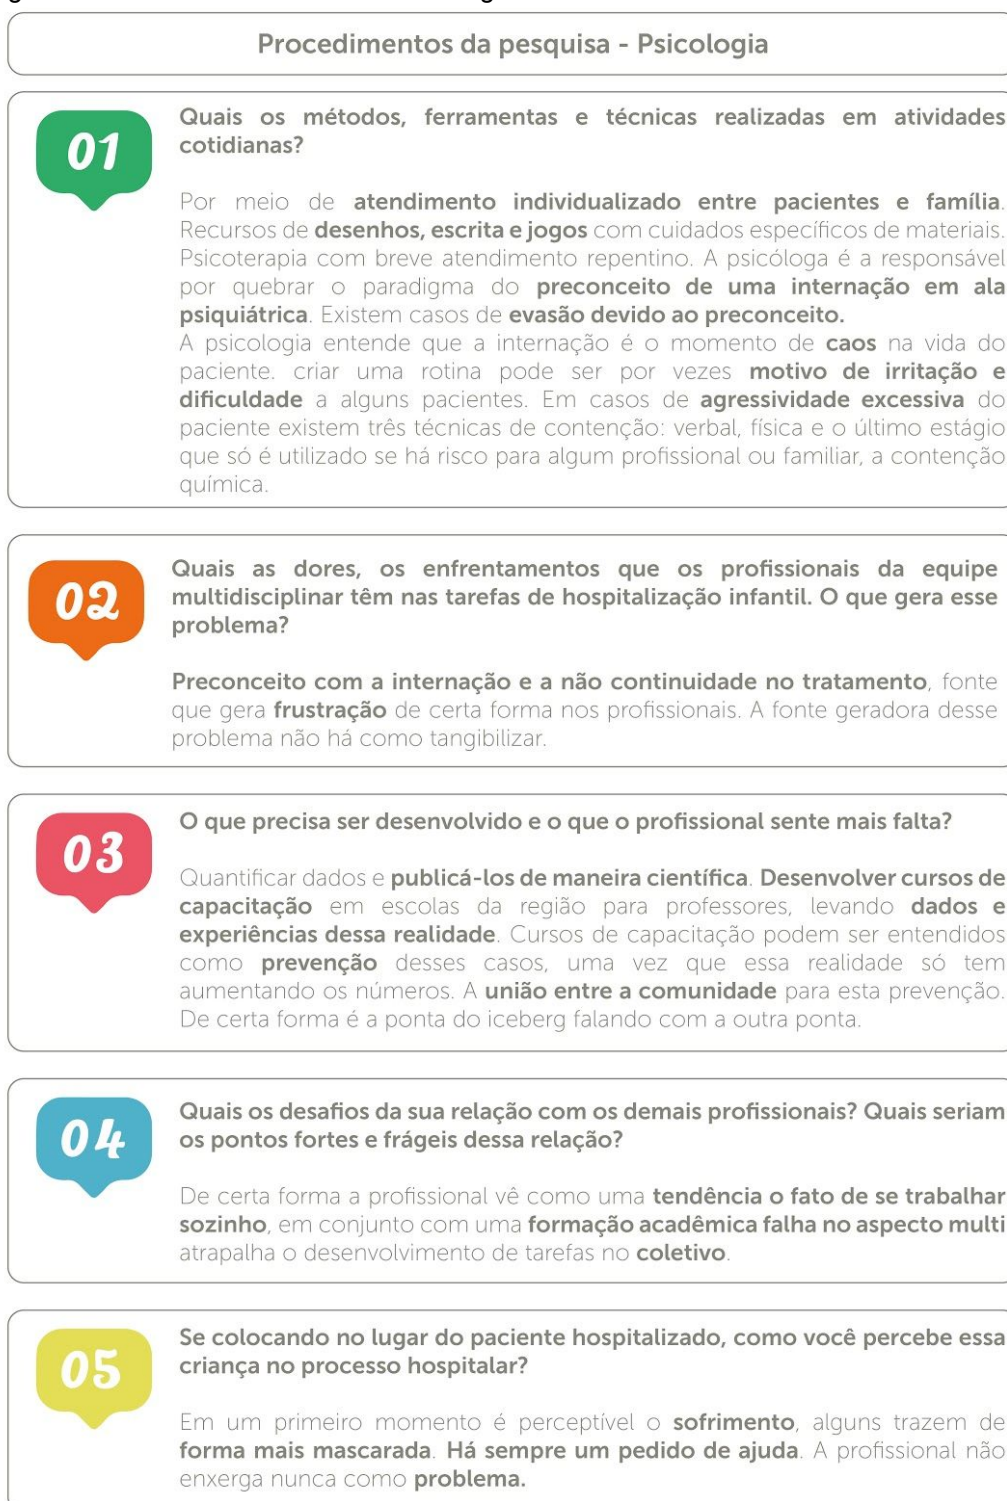 Procedimentos da pesquisa - Psicologia
01
Quais os métodos, ferramentas e técnicas realizadas em atividades
cotidianas?
Por meio de atendimento individualizado entre pacientes e família.
Recursos de desenhos, escrita e jogos com cuidados específicos de materiais.
Psicoterapia com breve atendimento repentino. A psicóloga é a responsável
por quebrar o paradigma do preconceito de uma internação em ala
psiquiátrica. Existem casos de evasão devido ao preconceito.
A psicologia entende que a internação é o momento de caos na vida do
paciente. criar uma rotina pode ser por vezes motivo de irritação e
dificuldade a alguns pacientes. Em casos de agressividade excessiva do
paciente existem três técnicas de contenção: verbal, física e o último estágio
que só é utilizado se há risco para algum profissional ou familiar, a contenção
química.
02
Quais as dores, os enfrentamentos que os profissionais da equipe
multidisciplinar têm nas tarefas de hospitalização infantil. O que gera esse
problema?
Preconceito com a internação e a não continuidade no tratamento, fonte
que gera frustração de certa forma nos profissionais. A fonte geradora desse
problema não há como tangibilizar.
03
O que precisa ser desenvolvido e o que o profissional sente mais falta?
Quantificar dados e publicá-los de maneira científica. Desenvolver cursos de
capacitação em escolas da região para professores, levando dados e
experiências dessa realidade. Cursos de capacitação podem ser entendidos
como prevenção desses casos, uma vez que essa realidade só tem
aumentando os números. A união entre a comunidade para esta prevenção.
De certa forma é a ponta do iceberg falando com a outra ponta.
04
Quais os desafios da sua relação com os demais profissionais? Quais seriam
os pontos fortes e frágeis dessa relação?
De certa forma a profissional vê como uma tendência o fato de se trabalhar
sozinho, em conjunto com uma formação acadêmica falha no aspecto multi
atrapalha o desenvolvimento de tarefas no coletivo.
05
Se colocando no lugar do paciente hospitalizado, como você percebe essa
criança no processo hospitalar?
Em um primeiro momento é perceptível o sofrimento, alguns trazem de
forma mais mascarada. Há sempre um pedido de ajuda. A profissional não
enxerga nunca como problema.